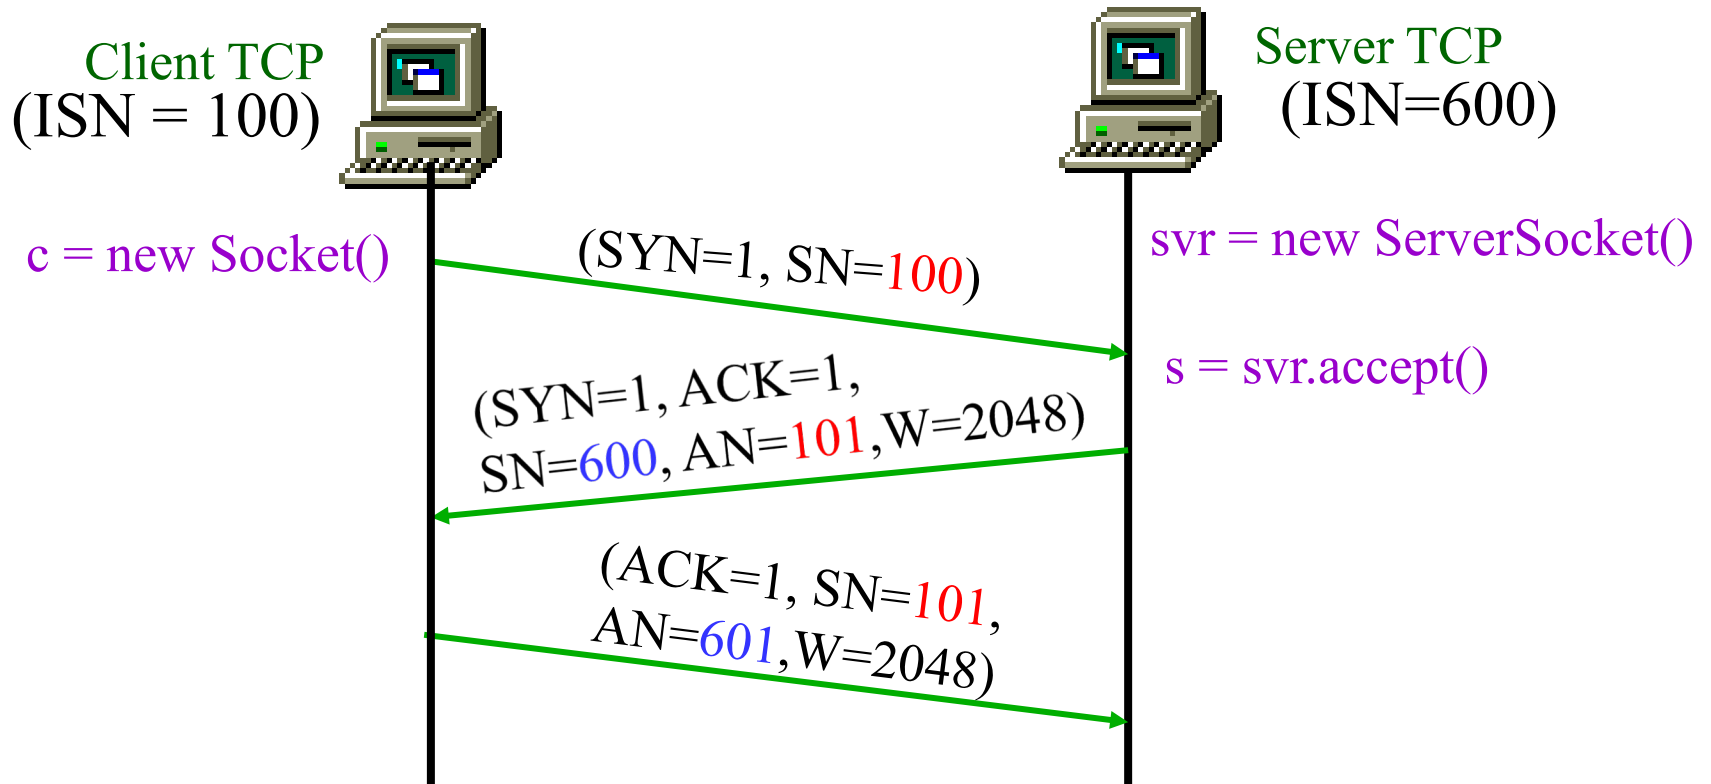 Client TCP
(ISN = 100)
Server TCP
(ISN=600)
c = new Socket()
svr = new ServerSocket()
(SYN=1, SN=100)
s = svr.accept()
(SYN=1, ACK=1,
SN=600, AN=101,W=2048)
(ACK=1, SN=101,
AN=601,W=2048)